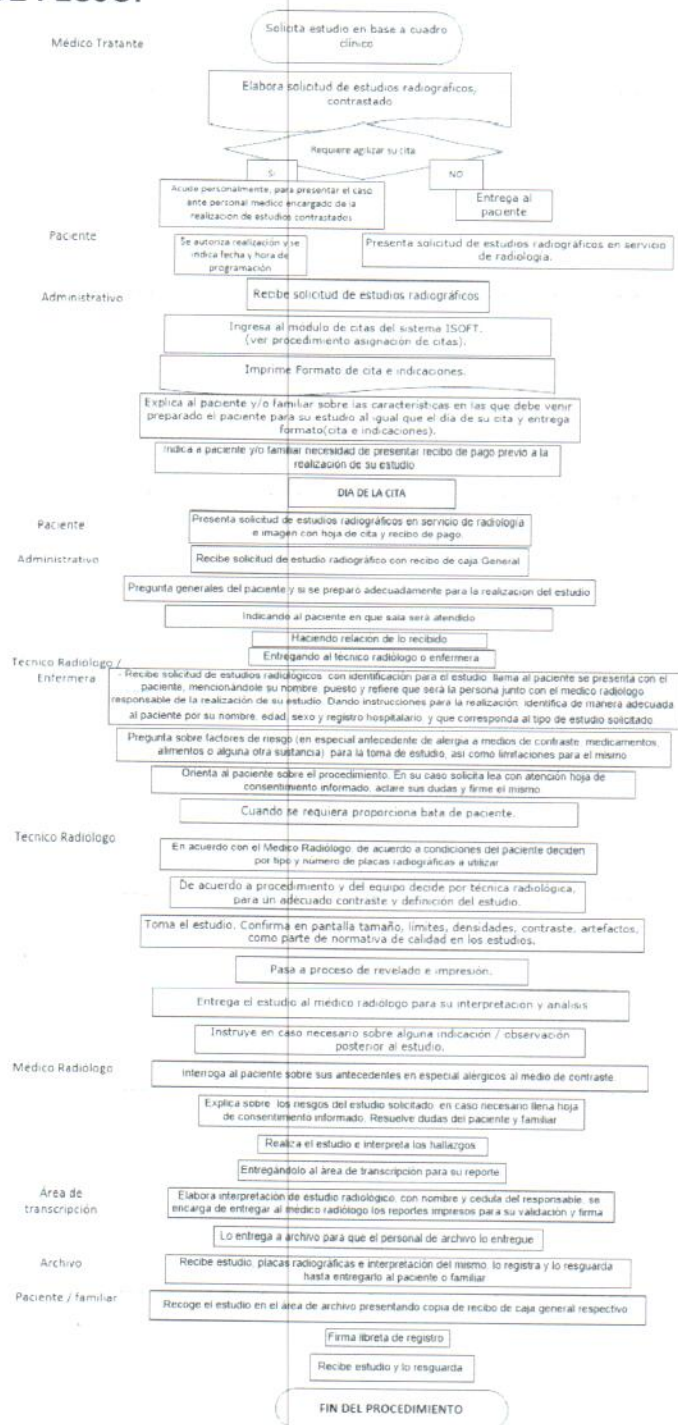 Médico Tratante
Solicita estudio en base a cuadro
clínico
Elabora solicitud de estudios radiográficos,
contrastado
Requiere agilizar su cita
SI
NO
Acude personalmente, para presentar el caso
ante personal médico encargado de la
realización de estudios contrastados
Entrega al
paciente
Paciente
Se autoriza realización y se
indica fecha y hora de
programación
Presenta solicitud de estudios radiográficos en servicio
de radiología.
Administrativo
Recibe solicitud de estudios radiográficos
Ingresa al módulo de citas del sistema ISOFT.
(ver procedimiento asignación de citas).
Imprime Formato de cita e indicaciones.
Explica al paciente y/o familiar sobre las características en las que debe venir
preparado el paciente para su estudio al igual que el día de su cita y entrega
formato(cita e indicaciones).
Indica a paciente y/o familiar necesidad de presentar recibo de pago previo a la
realización de su estudio
DIA DE LA CITA
Paciente
Presenta solicitud de estudios radiográficos en servicio de radiología
e imagen con hoja de cita y recibo de pago.
Administrativo
Recibe solicitud de estudio radiográfico con recibo de caja General
Pregunta generales del paciente y si se preparo adecuadamente para la realización del estudio
Indicando al paciente en que sala será atendido
Haciendo relación de lo recibido
Entregando al técnico radiólogo o enfermera
Tecnico Radiólogo /
Enfermera
- Recibe solicitud de estudios radiológicos con identificación para el estudio, llama al paciente se presenta con el
paciente, mencionándole su nombre, puesto y refiere que será la persona junto con el medico radiólogo
responsable de la realización de su estudio. Dando instrucciones para la realización, identifica de manera adecuada
al paciente por su nombre, edad, sexo y registro hospitalario, y que corresponda al tipo de estudio solicitado
Pregunta sobre factores de riesgo (en especial antecedente de alergia a medios de contraste, medicamentos,
alimentos o alguna otra sustancia) para la toma de estudio, así como limitaciones para el mismo
Orienta al paciente sobre el procedimiento. En su caso solicita lea con atención hoja de
consentimiento informado, aclare sus dudas y firme el mismo
Cuando se requiera proporciona bata de paciente.
Tecnico Radiólogo
En acuerdo con el Medico Radiólogo, de acuerdo a condiciones del paciente deciden
por tipo y número de placas radiográficas a utilizar
De acuerdo a procedimiento y del equipo decide por técnica radiológica,
para un adecuado contraste y definición del estudio.
Toma el estudio. Confirma en pantalla tamaño, límites, densidades, contraste, artefactos,
como parte de normativa de calidad en los estudios.
Pasa a proceso de revelado e impresión.
Entrega el estudio al médico radiólogo para su interpretación y análisis
Instruye en caso necesario sobre alguna indicación / observación
posterior al estudio.
Médico Radiólogo
Interroga al paciente sobre sus antecedentes en especial alérgicos al medio de contraste
Explica sobre los riesgos del estudio solicitado, en caso necesario llena hoja
de consentimiento informado. Resuelve dudas del paciente y familiar
Realiza el estudio e interpreta los hallazgos
Entregándolo al área de transcripción para su reporte
Área de
transcripción
Elabora interpretación de estudio radiológico, con nombre y cedula del responsable, se
encarga de entregar al médico radiólogo los reportes impresos para su validación y firma
Lo entrega a archivo para que el personal de archivo lo entregue
Archivo
Recibe estudio, placas radiográficas e interpretación del mismo, lo registra y lo resguarda
hasta entregarlo al paciente o familiar
Paciente / familiar
Recoge el estudio en el área de archivo presentando copia de recibo de caja general respectivo
Firma libreta de registro
Recibe estudio y lo resguarda
FIN DEL PROCEDIMIENTO